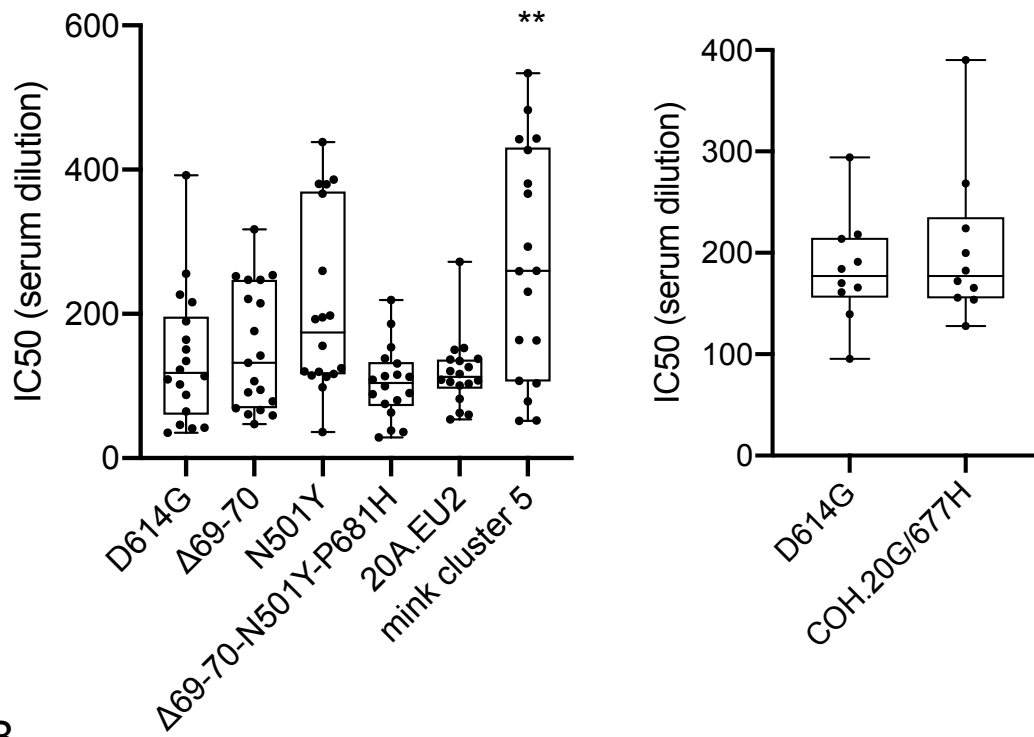 **
600
400
200
0
IC50 (serum dilution)
D614G
Δ69-70
N501Y
Δ69-70-N501Y-P681H
20A.EU2
mink cluster 5
400
300
200
100
0
IC50 (serum dilution)
D614G
COH.20G/677H